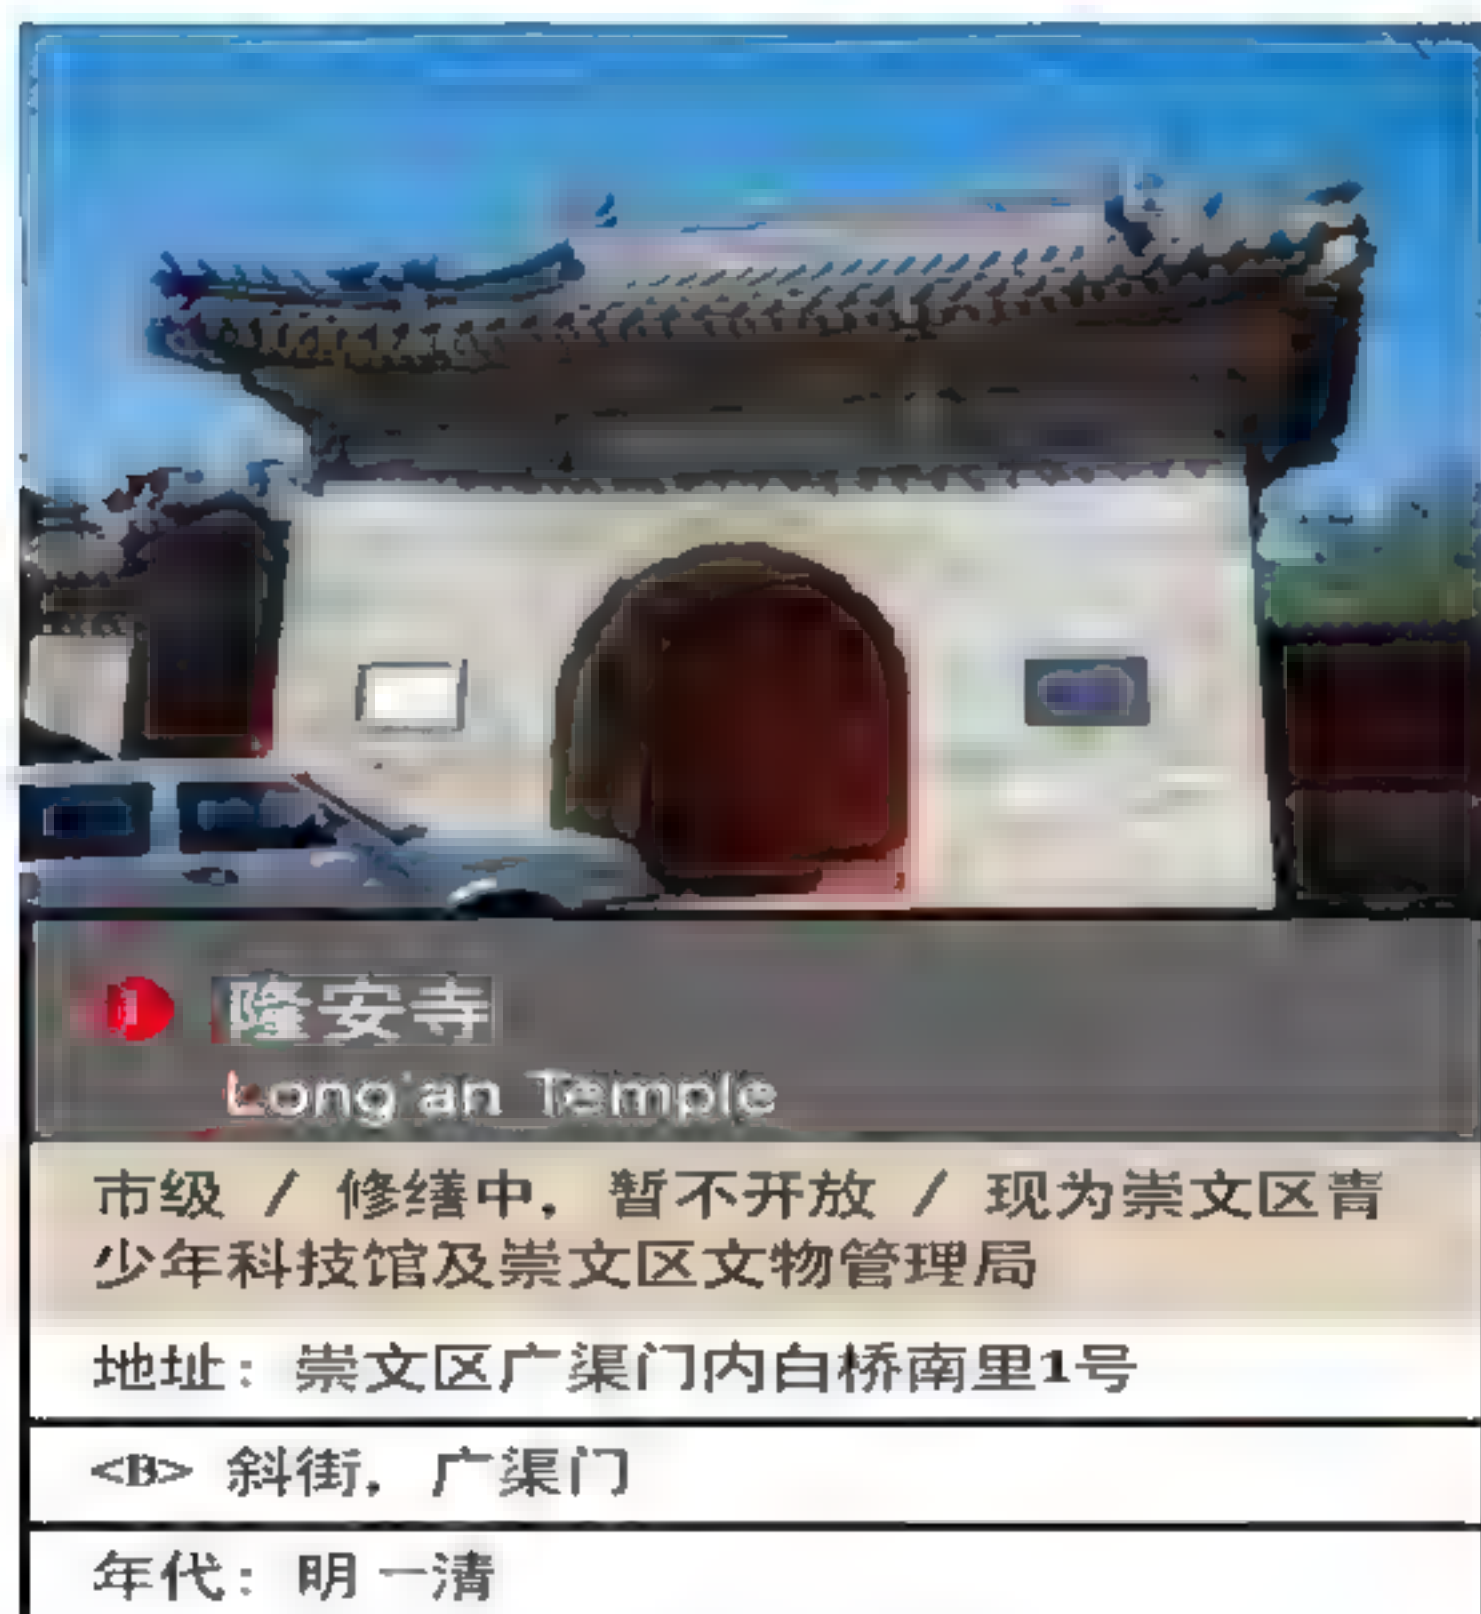 隆安寺
Long'an Temple
市级 / 修缮中，暂不开放 / 现为崇文区青
少年科技馆及崇文区文物管理局
地址：崇文区广渠门内白桥南里1号
<B> 斜街，广渠门
年代：明一清